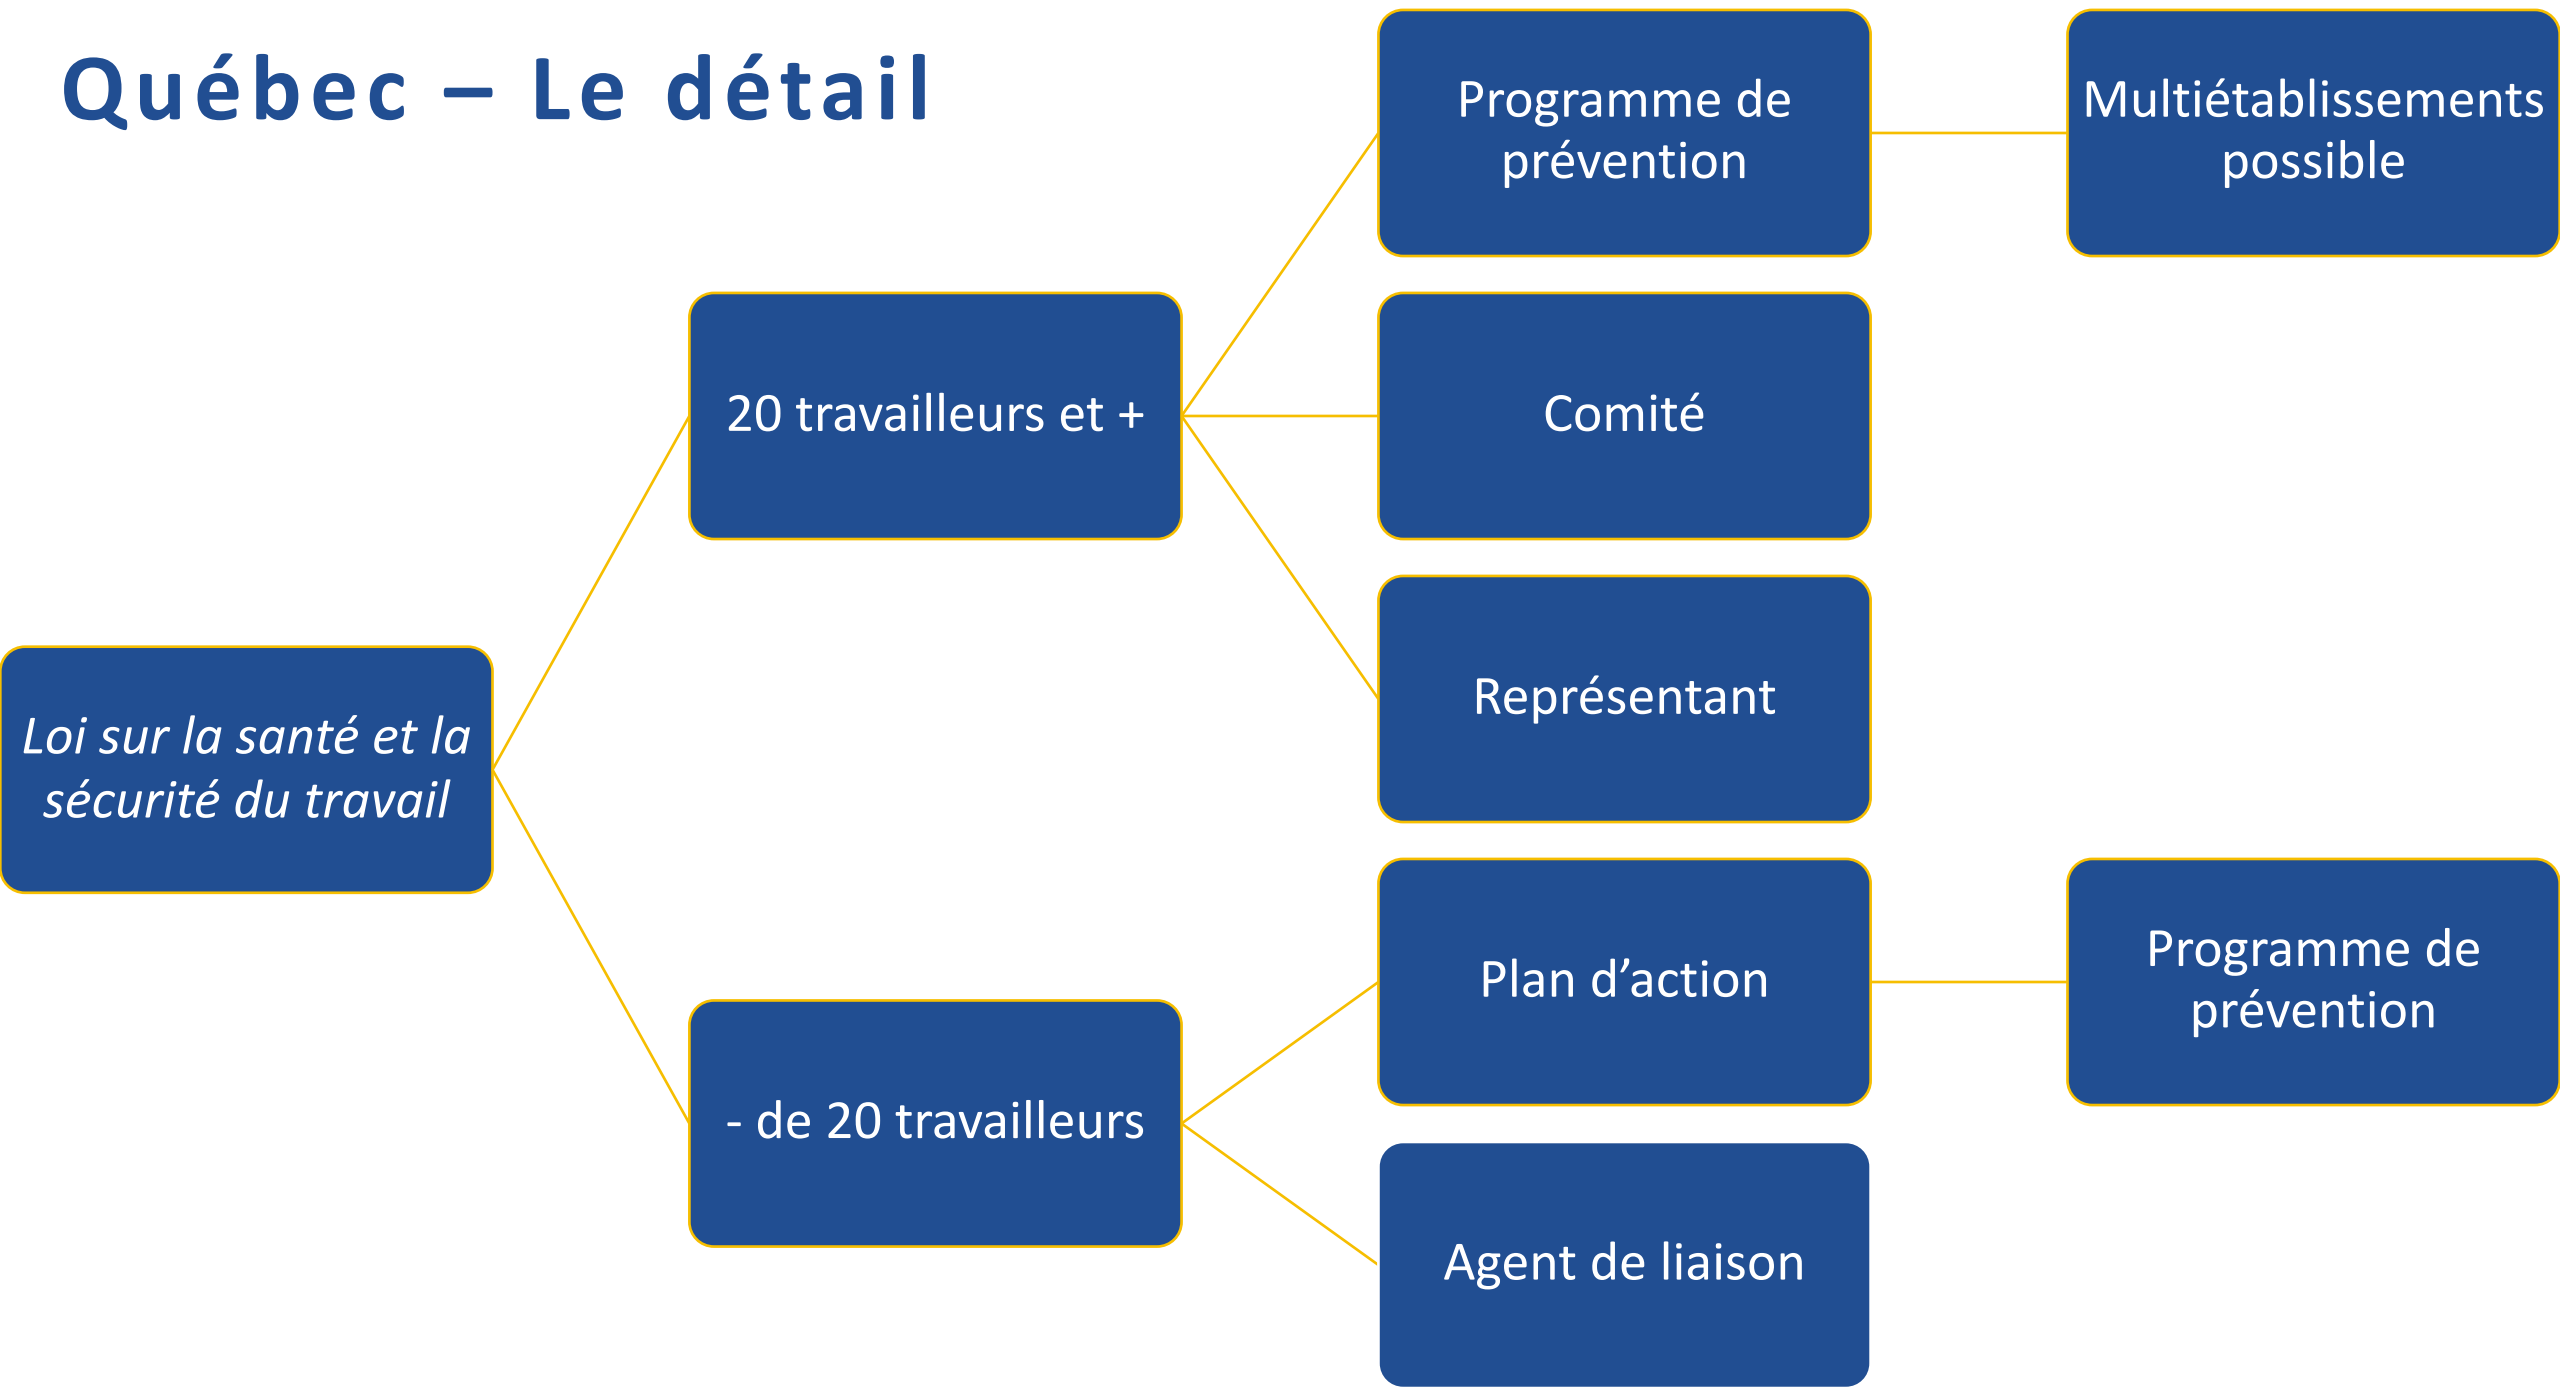 Québec – Le détail
Programme de
prévention
Multiétablissements
possible
20 travailleurs et +
Comité
Représentant
Loi sur la santé et la
sécurité du travail
Plan d’action
Programme de
prévention
- de 20 travailleurs
Agent de liaison